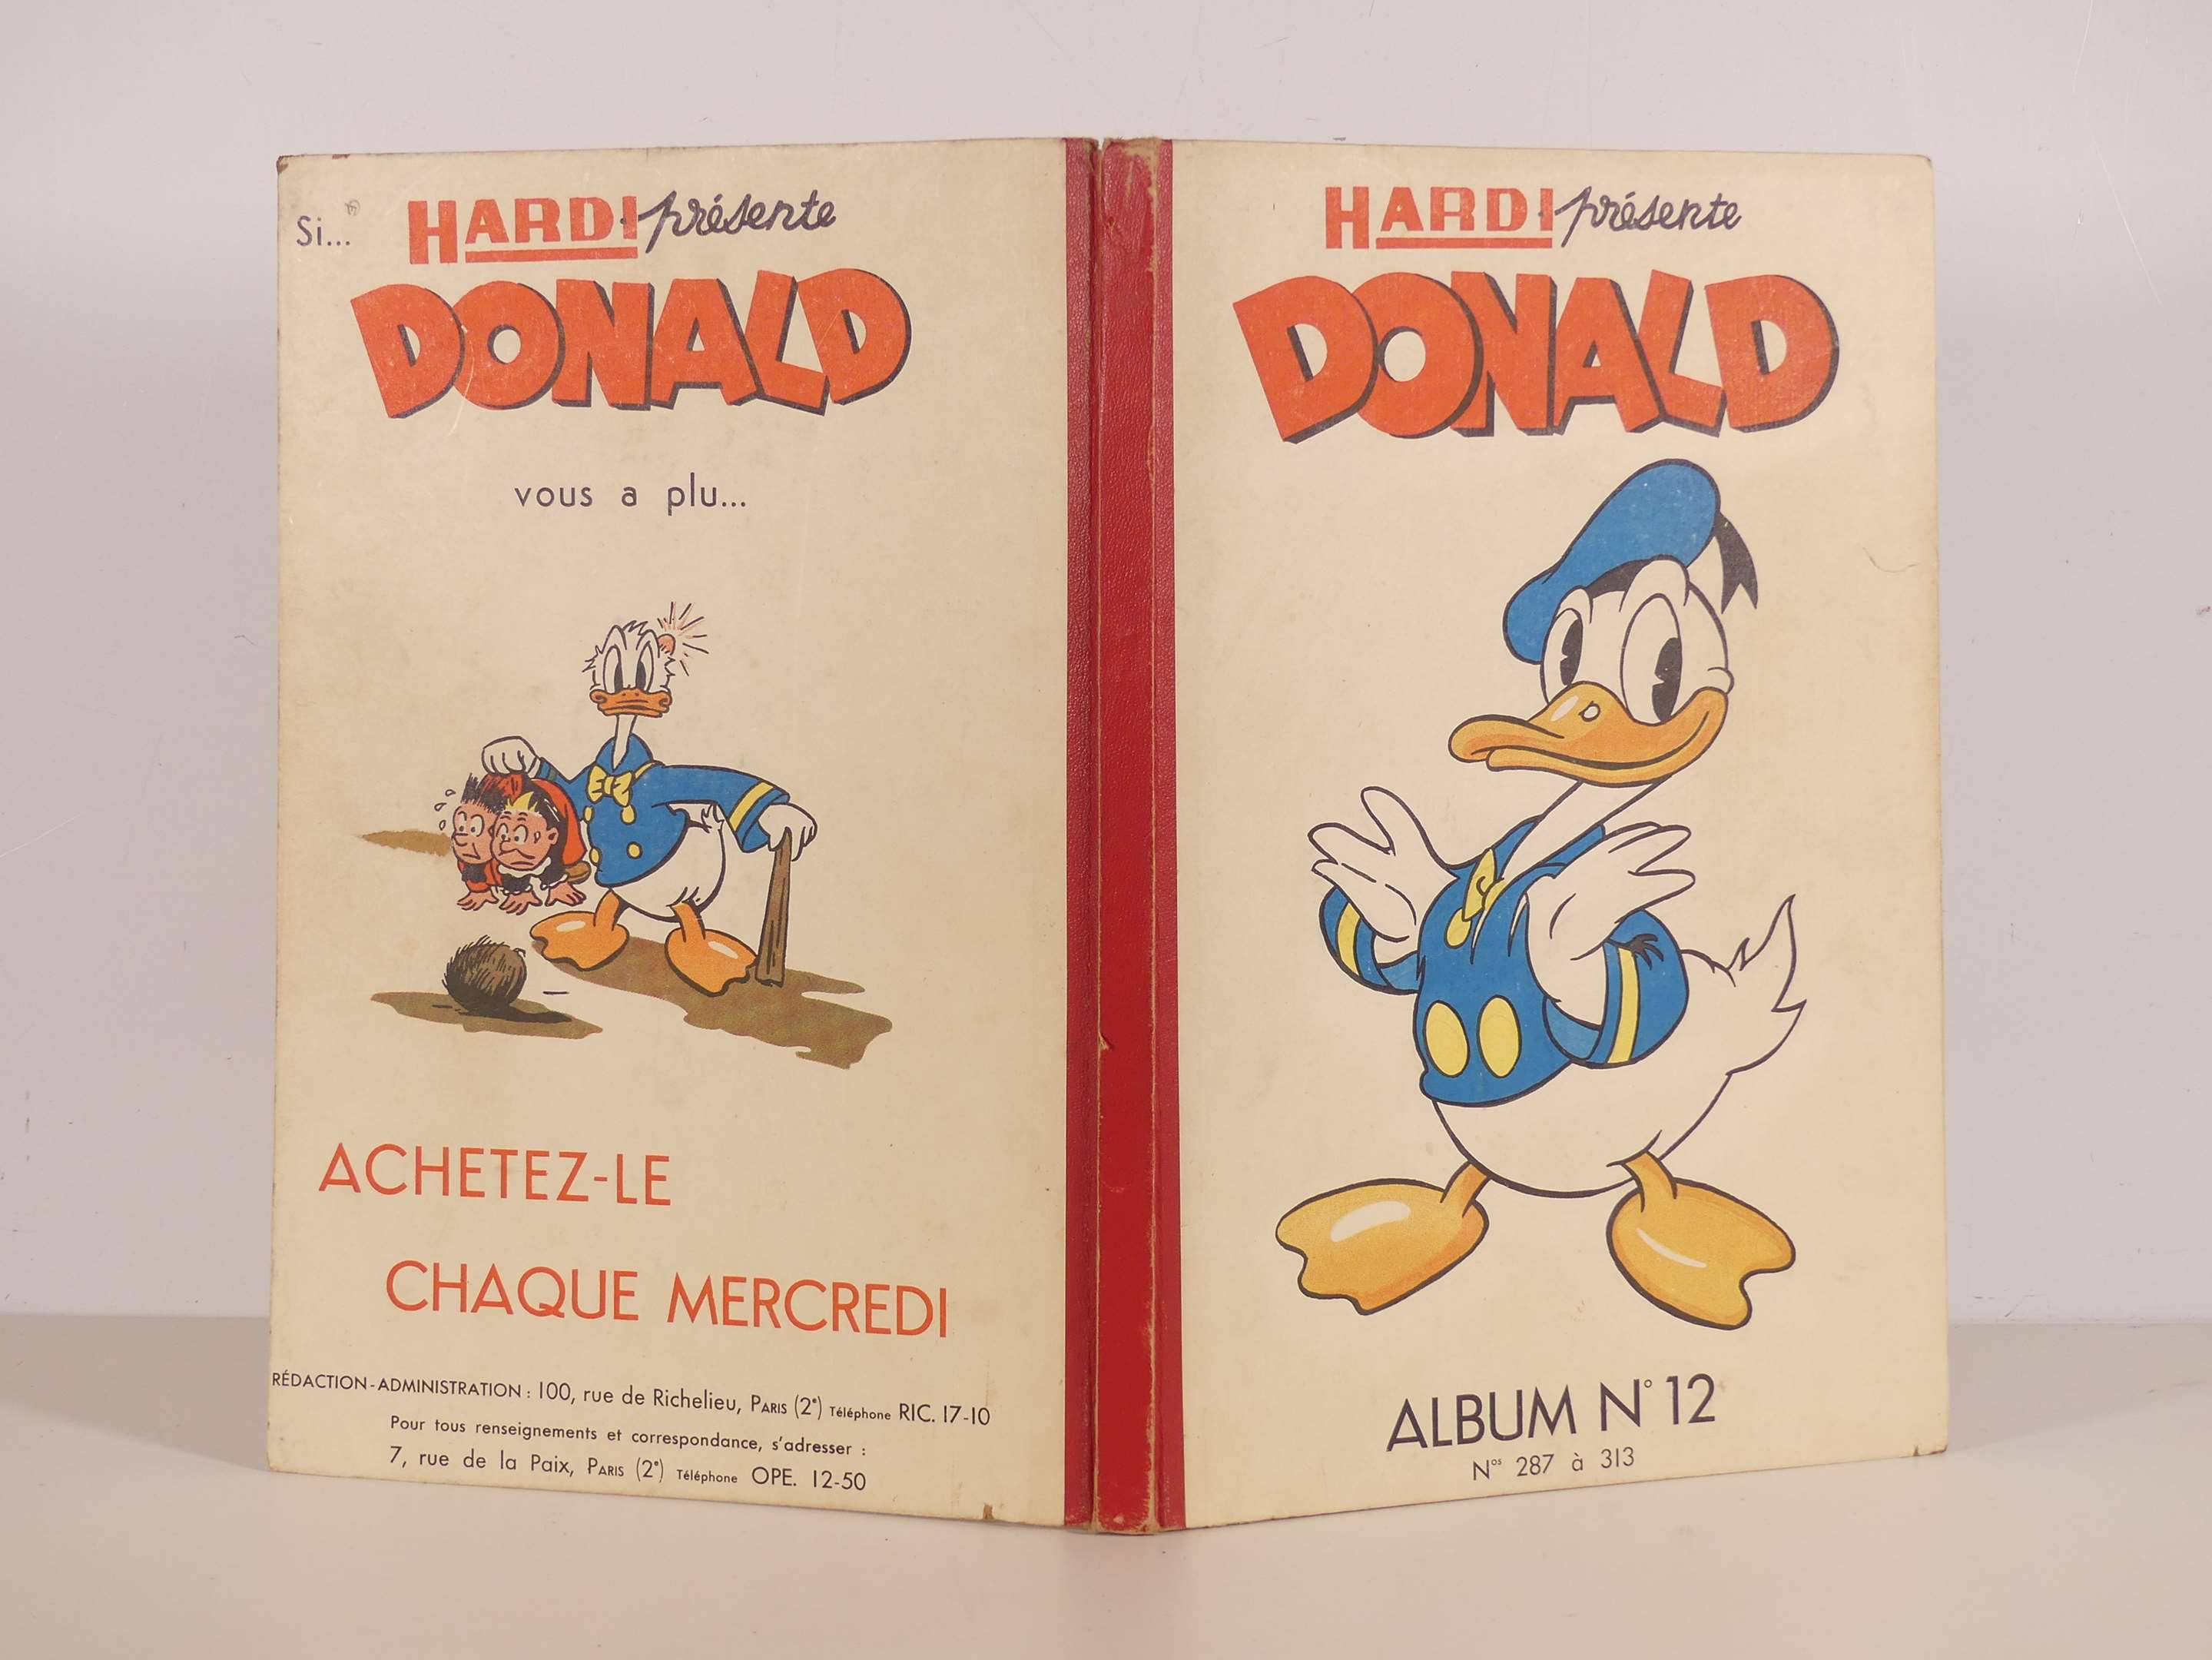 Si... HARDI présente
DONALD
vous a plu...
ACHETEZ-LE
CHAQUE MERCREDI
RÉDACTION-ADMINISTRATION : 100, rue de Richelieu, PARIS (2e) Téléphone RIC. 17-10
Pour tous renseignements et correspondance, s'adresser :
7, rue de la Paix, PARIS (2e) Téléphone OPE. 12-50
HARDI présente
DONALD
ALBUM N° 12
Nos 287 à 313